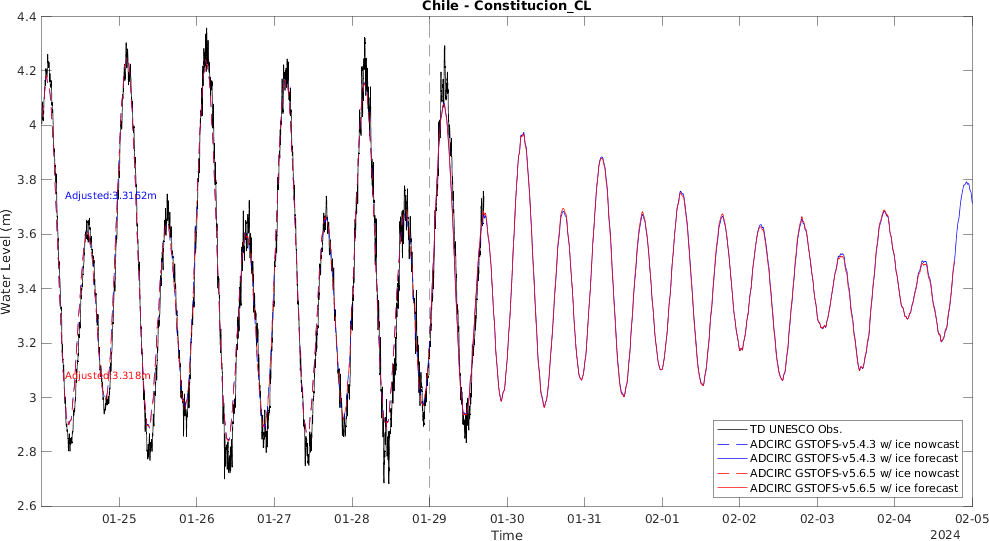 Chile - Constitucion_CL
4.4
4.2
4
3.8
3.6
3.4
3.2
3
2.8
2.6
Water Level (m)
Adjusted:3.3162m
Adjusted:3.318m
TD UNESCO Obs.
ADCIRC GSTOFS-v5.4.3 w/ ice nowcast
ADCIRC GSTOFS-v5.4.3 w/ ice forecast
ADCIRC GSTOFS-v5.6.5 w/ ice nowcast
ADCIRC GSTOFS-v5.6.5 w/ ice forecast
01-25 01-26 01-27 01-28 01-29 01-30 01-31 02-01 02-02 02-03 02-04 02-05
Time
2024